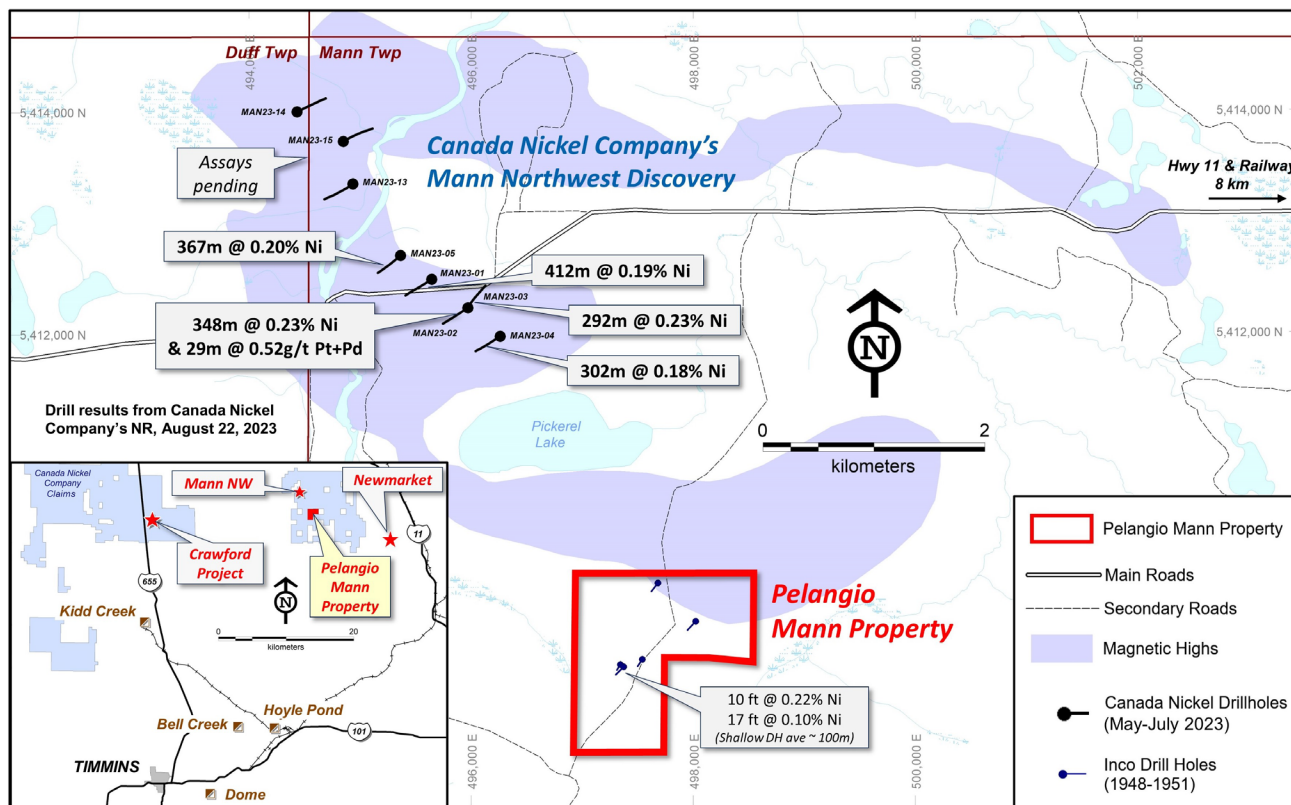 Duff Twp
Mann Twp
494,000 E
496,000 E
498,000 E
500,000 E
502,000 E
5,414,000 N
5,414,000 N
MAN23-14
MAN23-15
Assays
pending
MAN23-13
Canada Nickel Company's
Mann Northwest Discovery
Hwy 11 & Railway
8 km
367m @ 0.20% Ni
MAN23-05
MAN23-01
412m @ 0.19% Ni
MAN23-03
348m @ 0.23% Ni
& 29m @ 0.52g/t Pt+Pd
MAN23-02
292m @ 0.23% Ni
MAN23-04
302m @ 0.18% Ni
5,412,000 N
5,412,000 N
N
Drill results from Canada Nickel
Company's NR, August 22, 2023
Pickerel
Lake
0
2
kilometers
Canada Nickel
Company
Claims
Mann NW
Newmarket
Crawford
Project
Pelangio
Mann
Property
11
655
N
Kidd Creek
0
20
kilometers
Bell Creek
Hoyle Pond
101
TIMMINS
Dome
Pelangio
Mann Property
10 ft @ 0.22% Ni
17 ft @ 0.10% Ni
(Shallow DH ave ~ 100m)
496,000 E
498,000 E
500,000 E
Pelangio Mann Property
Main Roads
Secondary Roads
Magnetic Highs
Canada Nickel Drillholes
(May-July 2023)
Inco Drill Holes
(1948-1951)